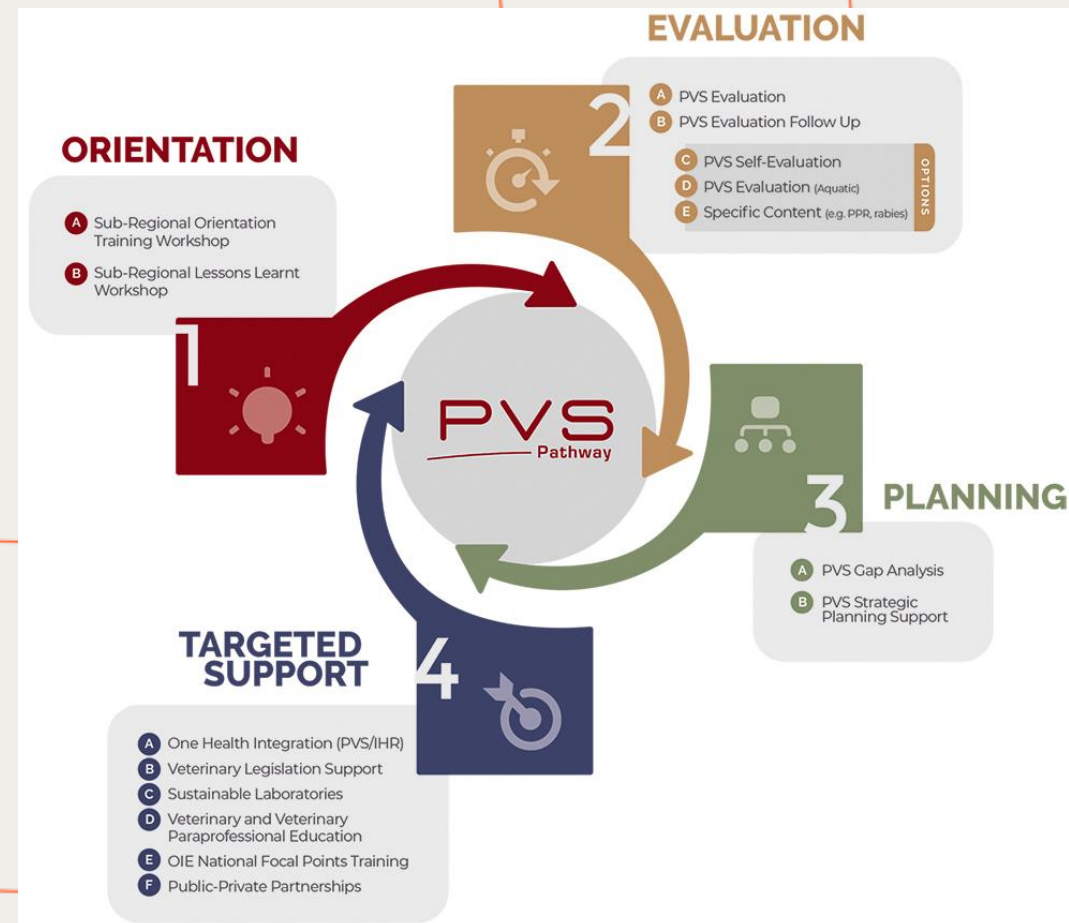 ORIENTATION
A Sub-Regional Orientation
Training Workshop
B Sub-Regional Lessons Learnt
Workshop
1
EVALUATION
2
A PVS Evaluation
B PVS Evaluation Follow Up
C PVS Self-Evaluation
D PVS Evaluation (Aquatic)
E Specific Content (e.g. PPR, rabies)
OPTIONS
PVS
Pathway
3
PLANNING
A PVS Gap Analysis
B PVS Strategic
Planning Support
TARGETED
SUPPORT
4
A One Health Integration (PVS/IHR)
B Veterinary Legislation Support
C Sustainable Laboratories
D Veterinary and Veterinary
Paraprofessional Education
E OIE National Focal Points Training
F Public-Private Partnerships